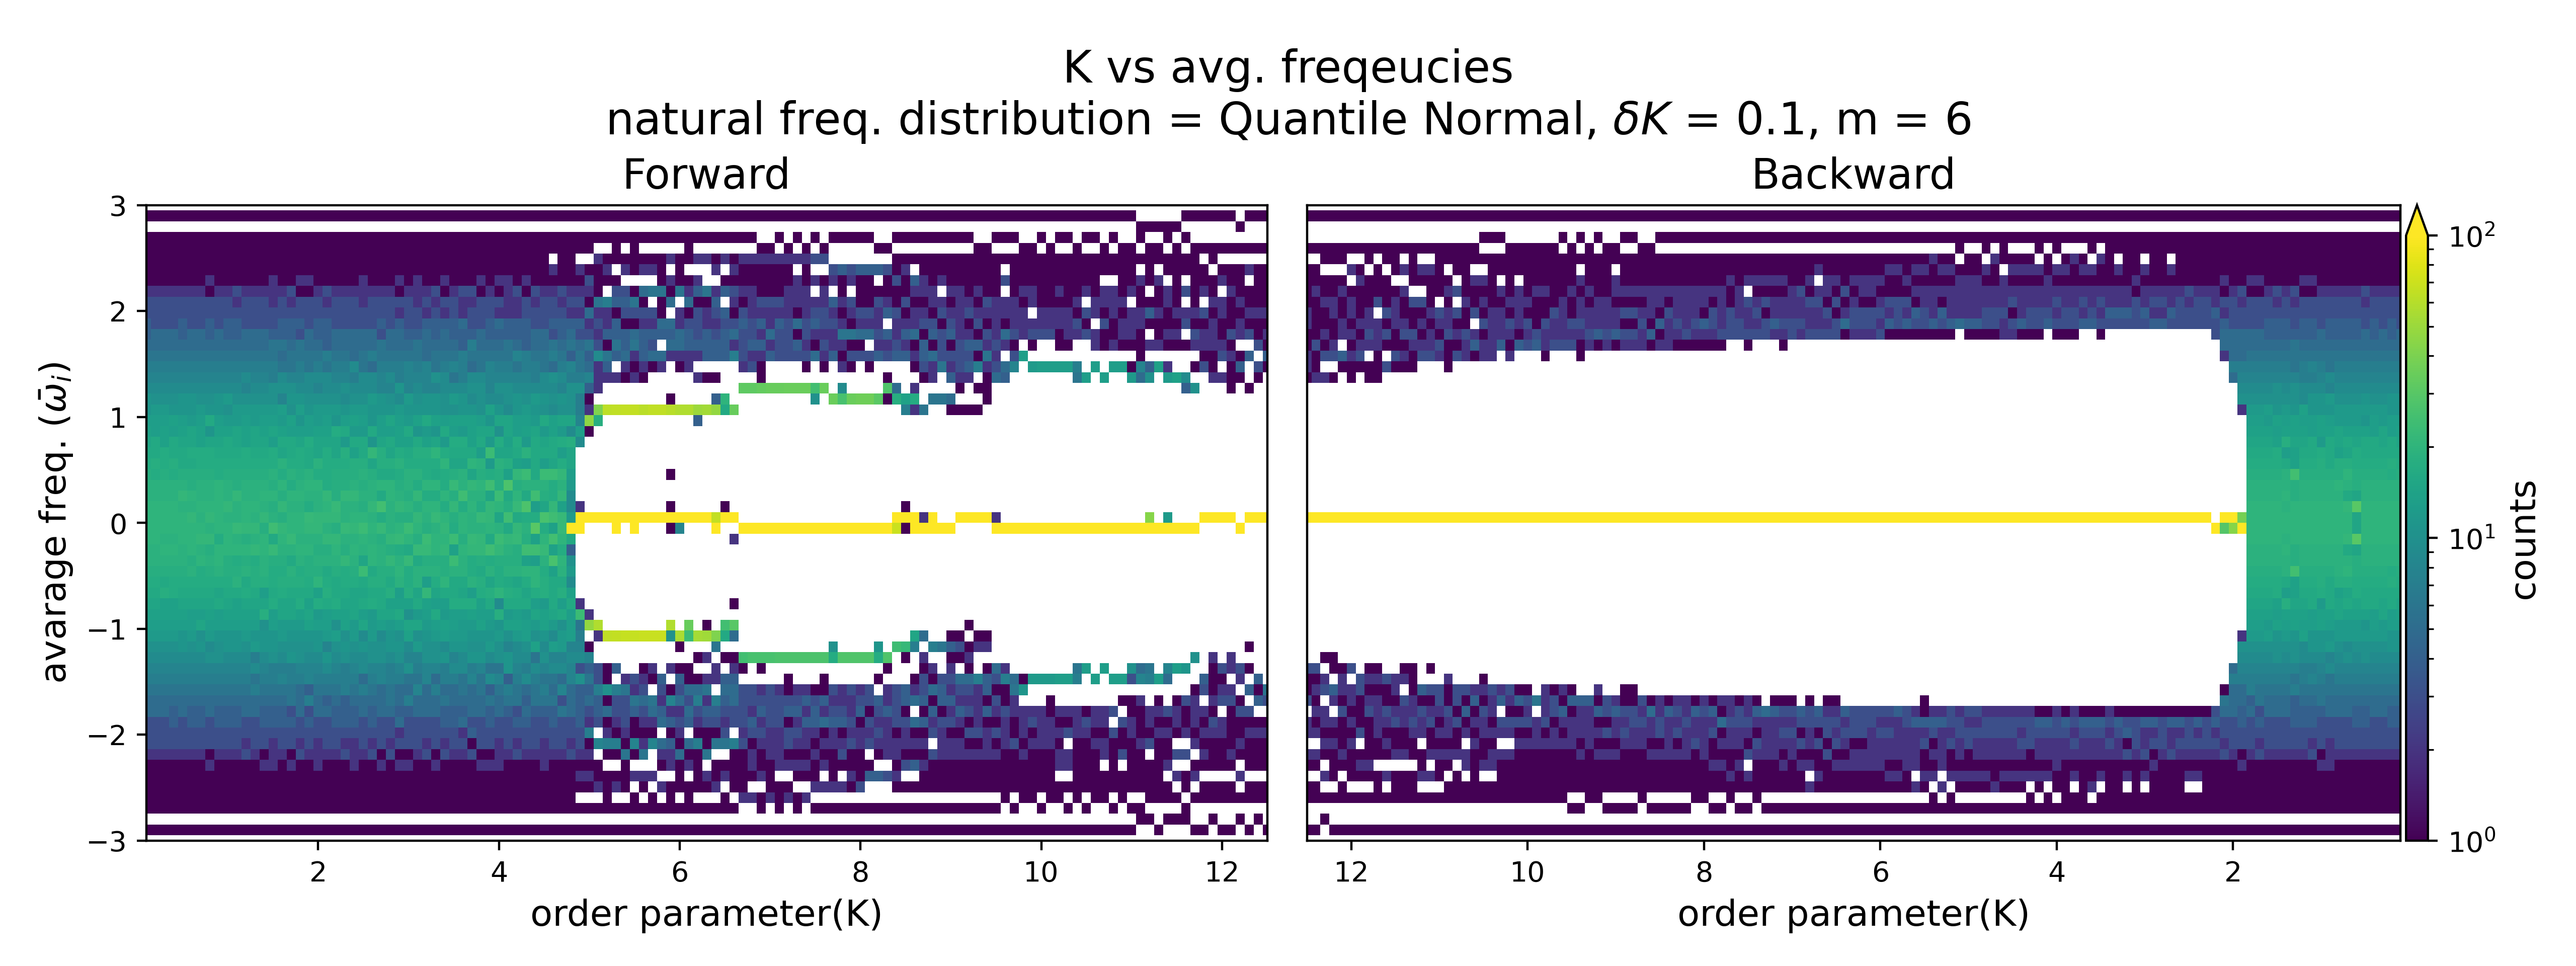 K vs avg. freqeucies
natural freq. distribution = Quantile Normal, δK = 0.1, m = 6
Forward
Backward
avarage freq. (ω̄ᵢ)
3
2
1
0
−1
−2
−3
2
4
6
8
10
12
order parameter(K)
12
10
8
6
4
2
order parameter(K)
10²
10¹
10⁰
counts